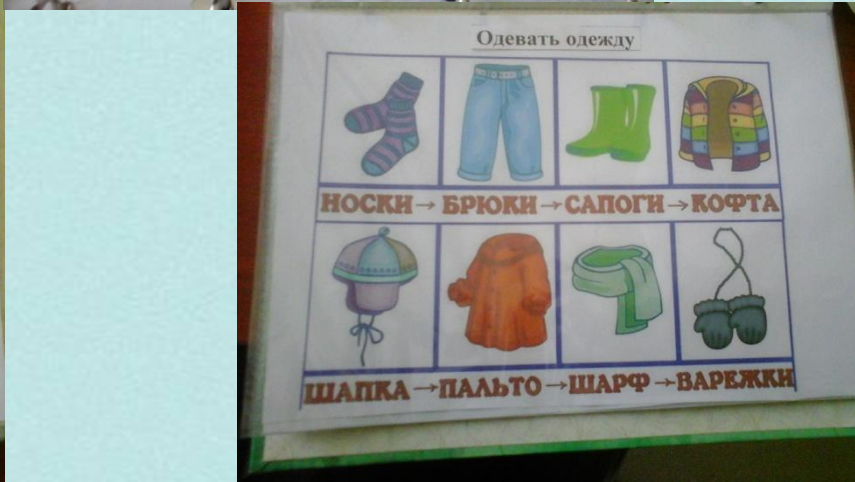 Одевать одежду
НОСКИ→ БРЮКИ→САПОГИ→КОФТА
ШАПКА→ПАЛЬТО→ШАРФ→ВАРЕЖКИ